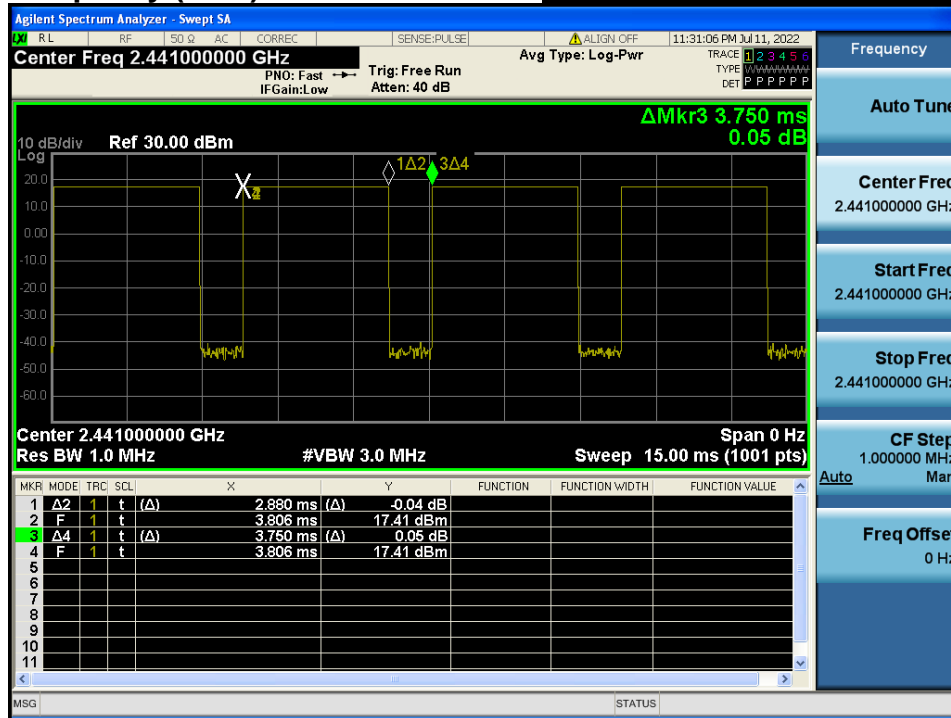 Agilent Spectrum Analyzer - Swept SA
LXI RL RF 50 Ω AC CORREC SENSE:PULSE ALIGN OFF 11:31:06 PM Jul 11, 2022
Center Freq 2.441000000 GHz
PNO: Fast
IFGain:Low
Trig: Free Run
Atten: 40 dB
Avg Type: Log-Pwr
TRACE 1 2 3 4 5 6
TYPE WWWWWW
DET P P P P P P
ΔMkr3 3.750 ms
0.05 dB
10 dB/div Ref 30.00 dBm
Log
1Δ2 3Δ4
20.0
X 2
10.0
0.00
-10.0
-20.0
-30.0
-40.0
-50.0
-60.0
Center 2.441000000 GHz Span 0 Hz
Res BW 1.0 MHz #VBW 3.0 MHz Sweep 15.00 ms (1001 pts)
MKR MODE TRC SCL X Y FUNCTION FUNCTION WIDTH FUNCTION VALUE
1 Δ2 1 t (Δ) 2.880 ms (Δ) -0.04 dB
2 F 1 t 3.806 ms 17.41 dBm
3 Δ4 1 t (Δ) 3.750 ms (Δ) 0.05 dB
4 F 1 t 3.806 ms 17.41 dBm
5
6
7
8
9
10
11
MSG STATUS
Frequency
Auto Tune
Center Freq
2.441000000 GHz
Start Freq
2.441000000 GHz
Stop Freq
2.441000000 GHz
CF Step
1.000000 MHz
Auto Man
Freq Offset
0 Hz